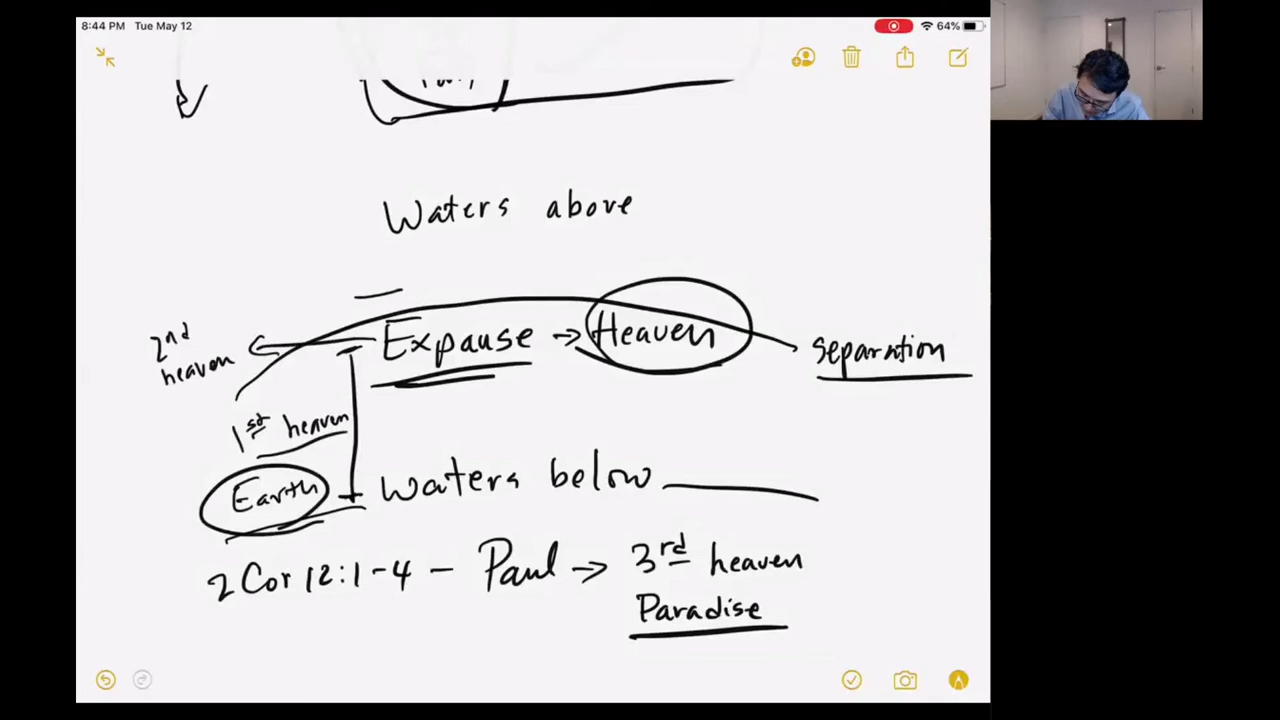 8:44 PM Tue May 12
64%
Waters above
Expanse → Heaven
separation
2nd heaven
1st heaven
Earth
waters below
2 Cor 12:1-4 - Paul → 3rd heaven
Paradise